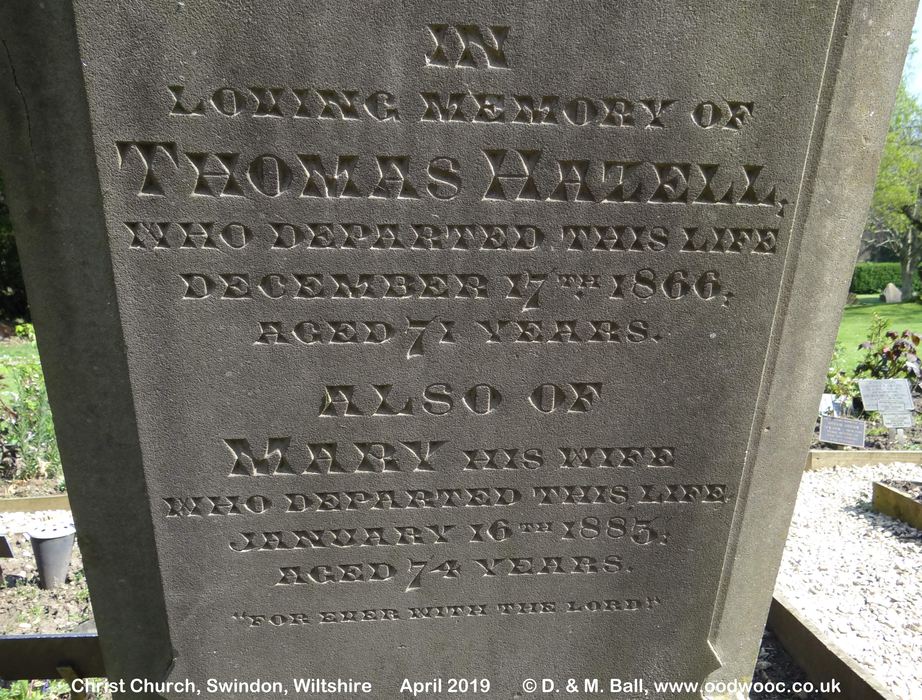 IN
LOVING MEMORY OF
THOMAS HAZELL,
WHO DEPARTED THIS LIFE
DECEMBER 17TH 1866,
AGED 71 YEARS.
ALSO OF
MARY HIS WIFE
WHO DEPARTED THIS LIFE
JANUARY 16TH 1885,
AGED 74 YEARS.
"FOR EVER WITH THE LORD!"
Christ Church, Swindon, Wiltshire April 2019 © D. & M. Ball, www.oodwooc.co.uk